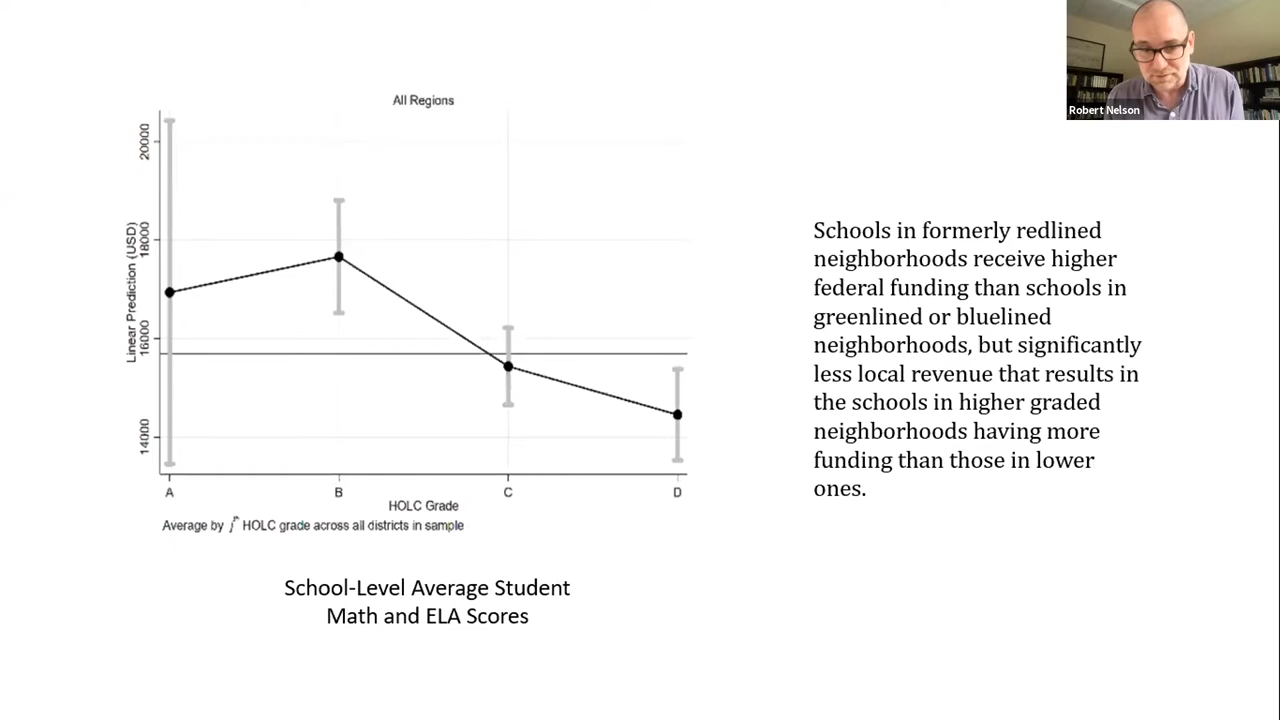 Robert Nelson
All Regions
Linear Prediction (USD)
20000
18000
16000
14000
A B C D
HOLC Grade
Average by jth HOLC grade across all districts in sample
School-Level Average Student
Math and ELA Scores
Schools in formerly redlined
neighborhoods receive higher
federal funding than schools in
greenlined or bluelined
neighborhoods, but significantly
less local revenue that results in
the schools in higher graded
neighborhoods having more
funding than those in lower
ones.